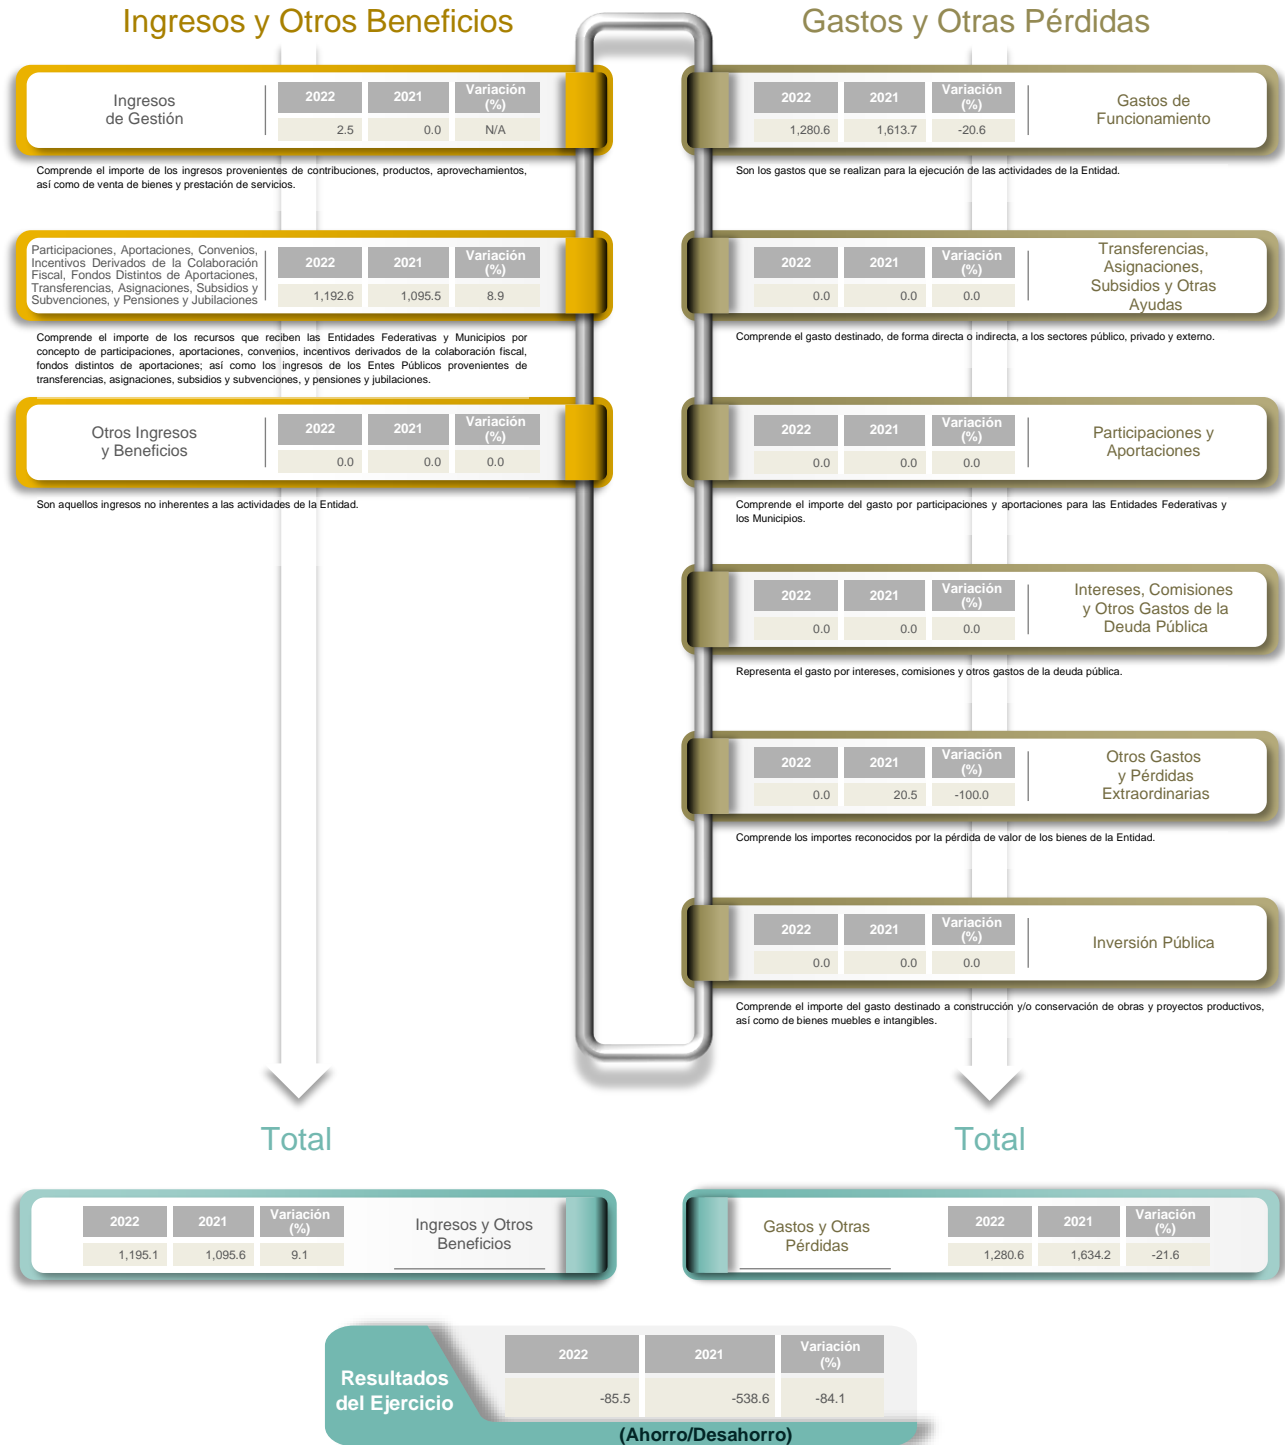 Ingresos y Otros Beneficios
Ingresos
de Gestión
2022 2021 Variación (%)
2.5 0.0 N/A
Comprende el importe de los ingresos provenientes de contribuciones, productos, aprovechamientos,
así como de venta de bienes y prestación de servicios.
Participaciones, Aportaciones, Convenios,
Incentivos Derivados de la Colaboración
Fiscal, Fondos Distintos de Aportaciones,
Transferencias, Asignaciones, Subsidios y
Subvenciones, y Pensiones y Jubilaciones
2022 2021 Variación (%)
1,192.6 1,095.5 8.9
Comprende el importe de los recursos que reciben las Entidades Federativas y Municipios por
concepto de participaciones, aportaciones, convenios, incentivos derivados de la colaboración fiscal,
fondos distintos de aportaciones; así como los ingresos de los Entes Públicos provenientes de
transferencias, asignaciones, subsidios y subvenciones, y pensiones y jubilaciones.
Otros Ingresos
y Beneficios
2022 2021 Variación (%)
0.0 0.0 0.0
Son aquellos ingresos no inherentes a las actividades de la Entidad.
Gastos y Otras Pérdidas
2022 2021 Variación (%)
1,280.6 1,613.7 -20.6
Gastos de
Funcionamiento
Son los gastos que se realizan para la ejecución de las actividades de la Entidad.
2022 2021 Variación (%)
0.0 0.0 0.0
Transferencias,
Asignaciones,
Subsidios y Otras
Ayudas
Comprende el gasto destinado, de forma directa o indirecta, a los sectores público, privado y externo.
2022 2021 Variación (%)
0.0 0.0 0.0
Participaciones y
Aportaciones
Comprende el importe del gasto por participaciones y aportaciones para las Entidades Federativas y
los Municipios.
2022 2021 Variación (%)
0.0 0.0 0.0
Intereses, Comisiones
y Otros Gastos de la
Deuda Pública
Representa el gasto por intereses, comisiones y otros gastos de la deuda pública.
2022 2021 Variación (%)
0.0 20.5 -100.0
Otros Gastos
y Pérdidas
Extraordinarias
Comprende los importes reconocidos por la pérdida de valor de los bienes de la Entidad.
2022 2021 Variación (%)
0.0 0.0 0.0
Inversión Pública
Comprende el importe del gasto destinado a construcción y/o conservación de obras y proyectos productivos,
así como de bienes muebles e intangibles.
Total
2022 2021 Variación (%)
1,195.1 1,095.6 9.1
Ingresos y Otros
Beneficios
Total
Gastos y Otras
Pérdidas
2022 2021 Variación (%)
1,280.6 1,634.2 -21.6
Resultados
del Ejercicio
2022 2021 Variación (%)
-85.5 -538.6 -84.1
(Ahorro/Desahorro)